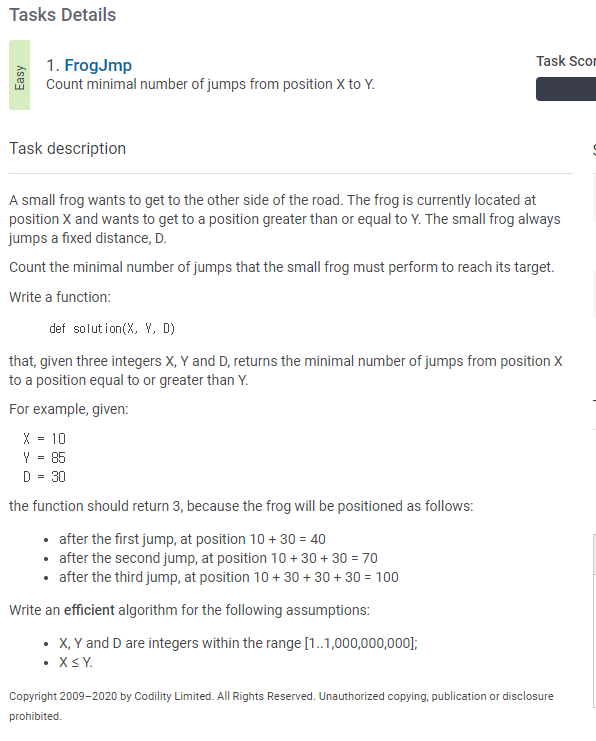 Tasks Details
Easy
1. FrogJmp
Count minimal number of jumps from position X to Y.
Task Scor
Task description
A small frog wants to get to the other side of the road. The frog is currently located at
position X and wants to get to a position greater than or equal to Y. The small frog always
jumps a fixed distance, D.
Count the minimal number of jumps that the small frog must perform to reach its target.
Write a function:
def solution(X, Y, D)
that, given three integers X, Y and D, returns the minimal number of jumps from position X
to a position equal to or greater than Y.
For example, given:
X = 10
Y = 85
D = 30
the function should return 3, because the frog will be positioned as follows:
• after the first jump, at position 10 + 30 = 40
• after the second jump, at position 10 + 30 + 30 = 70
• after the third jump, at position 10 + 30 + 30 + 30 = 100
Write an efficient algorithm for the following assumptions:
• X, Y and D are integers within the range [1..1,000,000,000];
• X ≤ Y.
Copyright 2009–2020 by Codility Limited. All Rights Reserved. Unauthorized copying, publication or disclosure
prohibited.